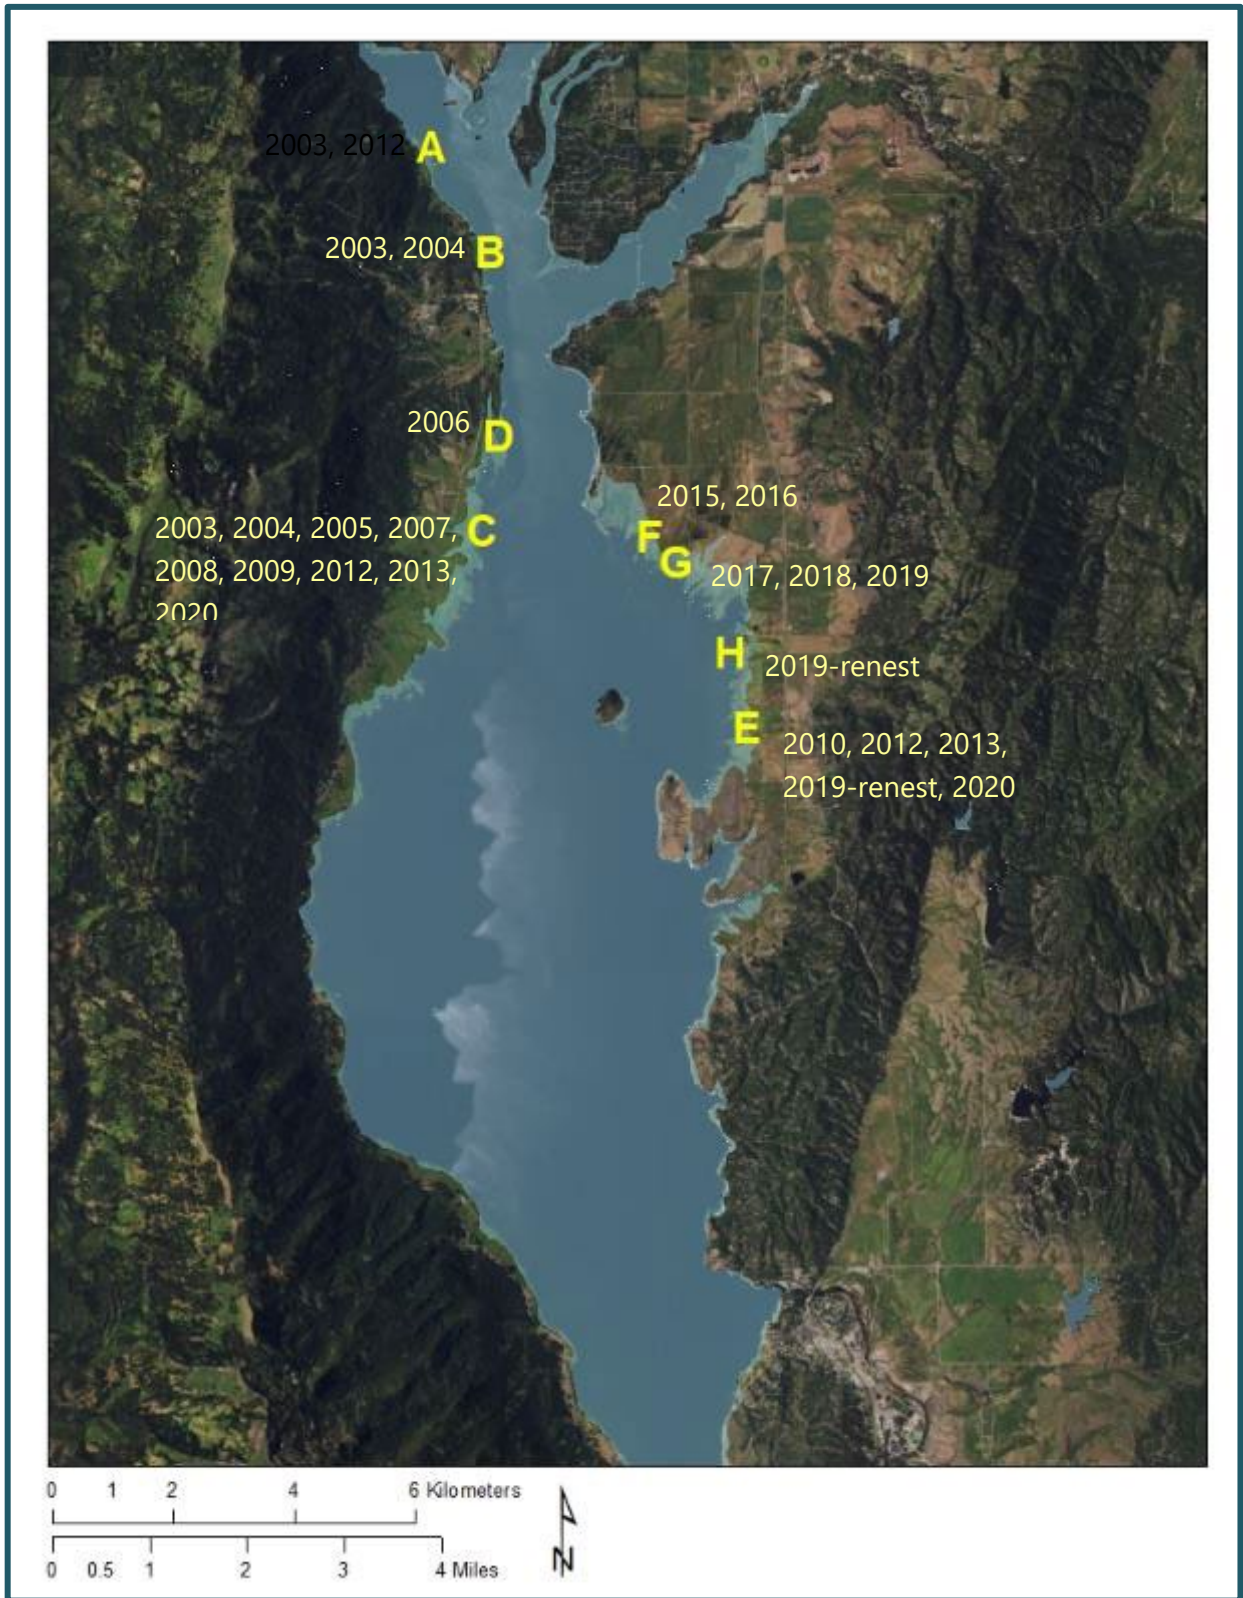 2003, 2012 A
2003, 2004 B
2006 D
2015, 2016
2003, 2004, 2005, 2007, C
2008, 2009, 2012, 2013,
2020
F
G
2017, 2018, 2019
H 2019-renest
E
2010, 2012, 2013,
2019-renest, 2020
0 1 2 4 6 Kilometers
0 0.5 1 2 3 4 Miles
N